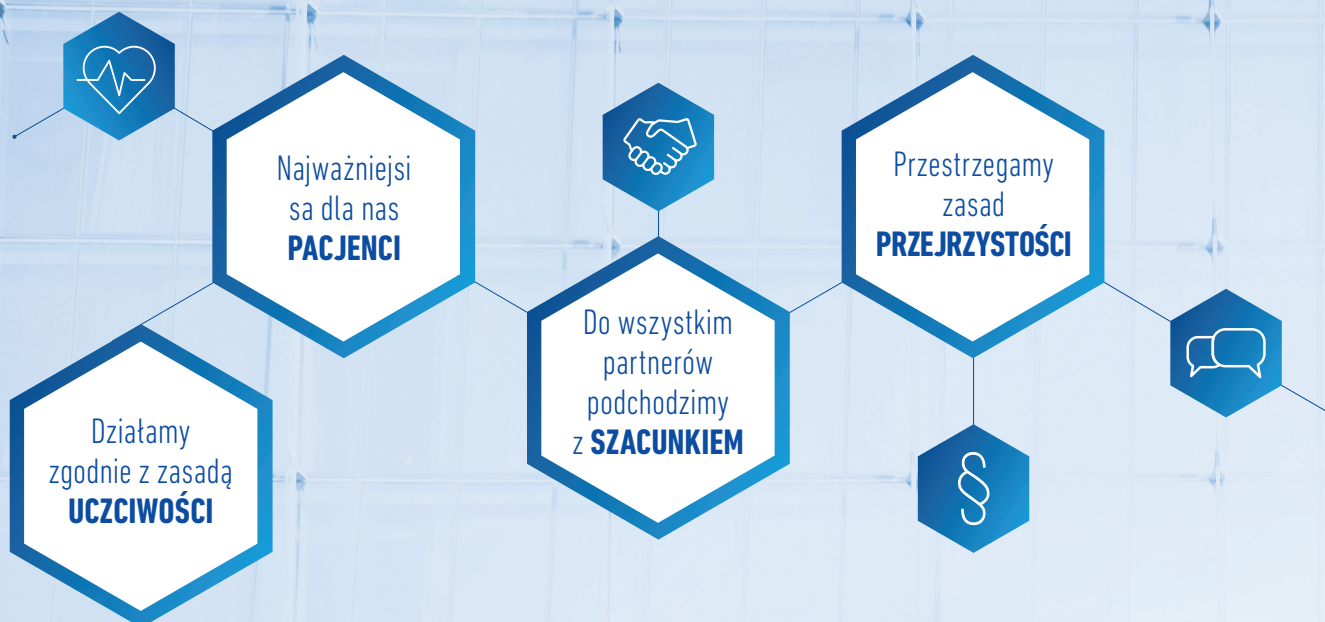 Najważniejsi
sa dla nas
PACJENCI
Przestrzegamy
zasad
PRZEJRZYSTOŚCI
Do wszystkim
partnerów
podchodzimy
z SZACUNKIEM
Działamy
zgodnie z zasadą
UCZCIWOŚCI
§